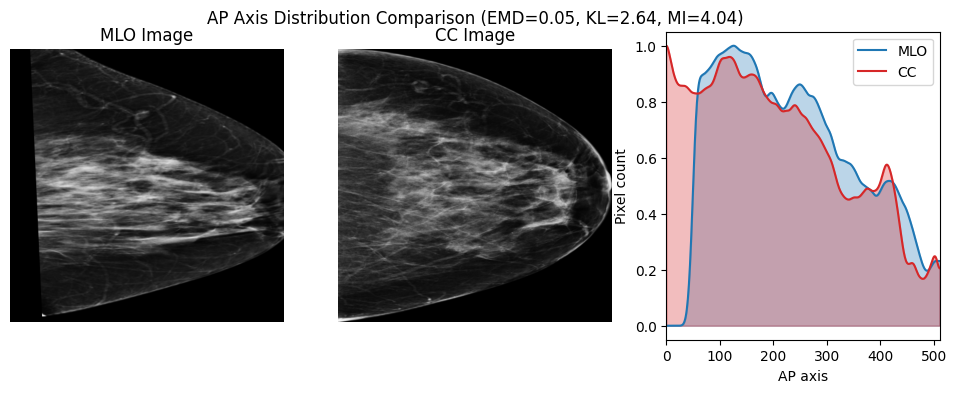 AP Axis Distribution Comparison (EMD=0.05, KL=2.64, MI=4.04)
MLO Image
CC Image
MLO
CC
Pixel count
1.0
0.8
0.6
0.4
0.2
0.0
0 100 200 300 400 500
AP axis